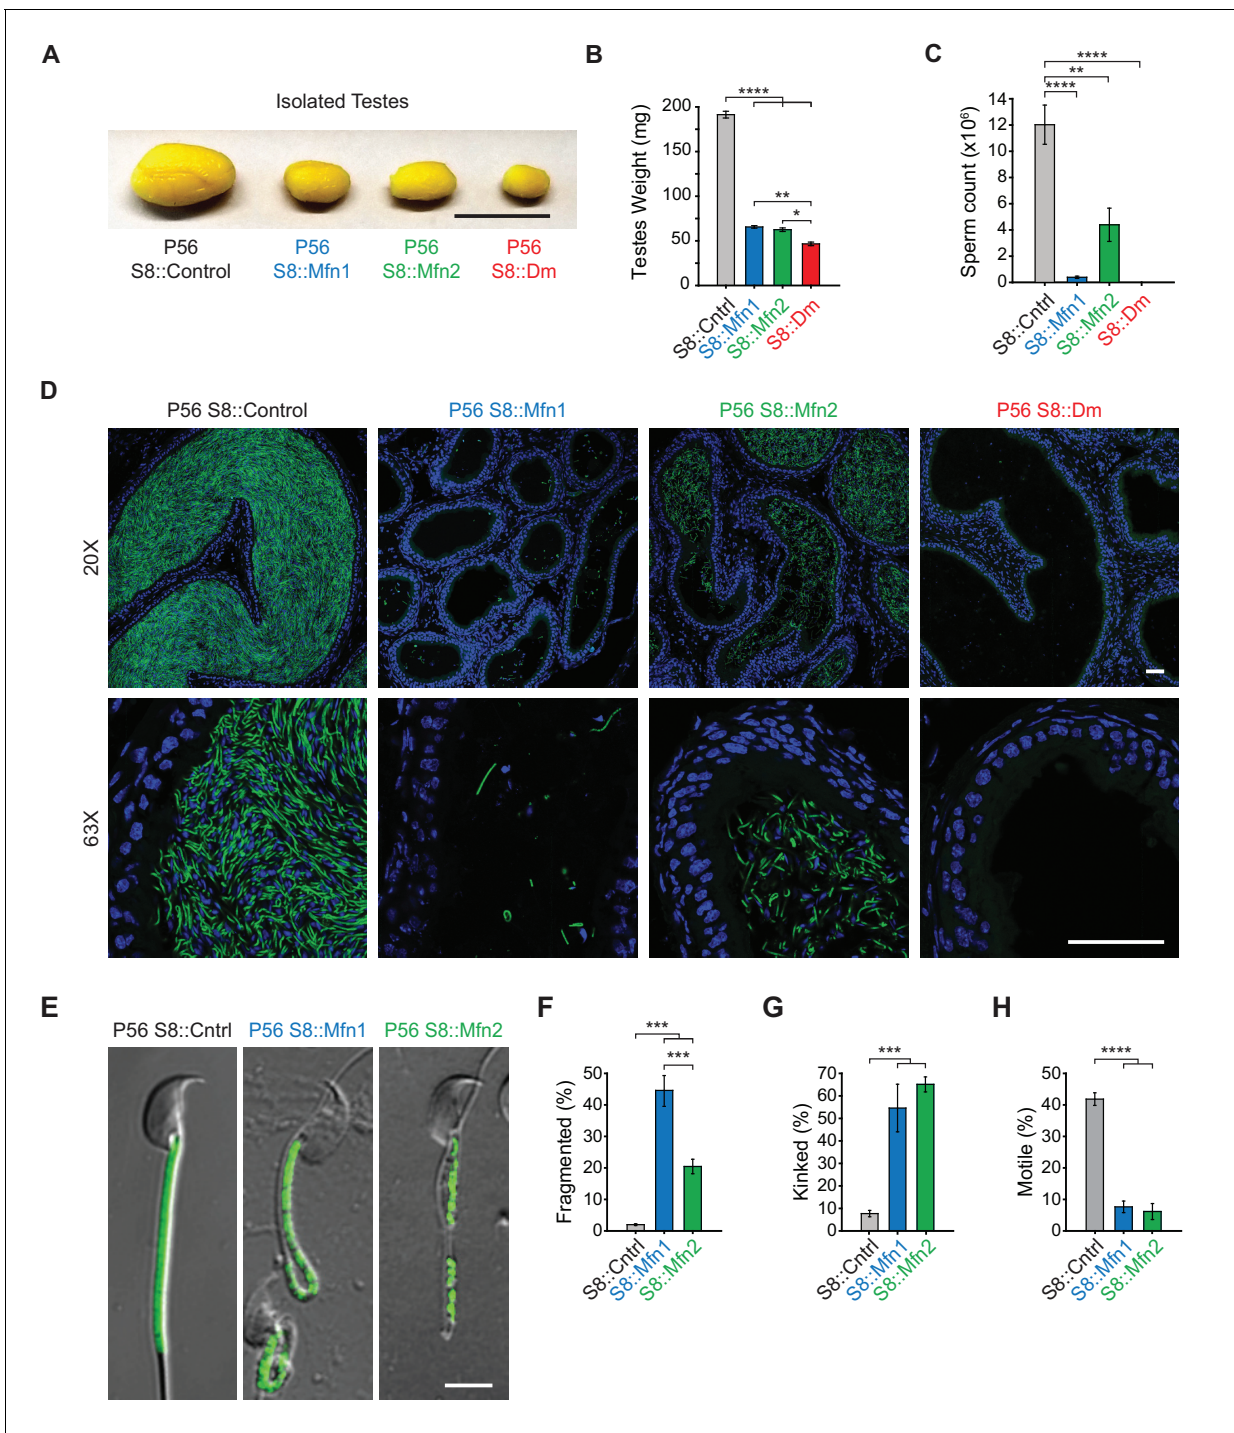 A
Isolated Testes
P56
S8::Control
P56
S8::Mfn1
P56
S8::Mfn2
P56
S8::Dm
B
Testes Weight (mg)
200
150
100
50
0
****
**
*
S8::Cntrl
S8::Mfn1
S8::Mfn2
S8::Dm
C
Sperm count (x10⁶)
14
12
10
8
6
4
2
0
****
**
****
S8::Cntrl
S8::Mfn1
S8::Mfn2
S8::Dm
D
P56 S8::Control
P56 S8::Mfn1
P56 S8::Mfn2
P56 S8::Dm
20X
63X
E
P56 S8::Cntrl
P56 S8::Mfn1
P56 S8::Mfn2
F
Fragmented (%)
50
40
30
20
10
0
***
***
S8::Cntrl
S8::Mfn1
S8::Mfn2
G
Kinked (%)
70
60
50
40
30
20
10
0
***
S8::Cntrl
S8::Mfn1
S8::Mfn2
H
Motile (%)
50
40
30
20
10
0
****
S8::Cntrl
S8::Mfn1
S8::Mfn2